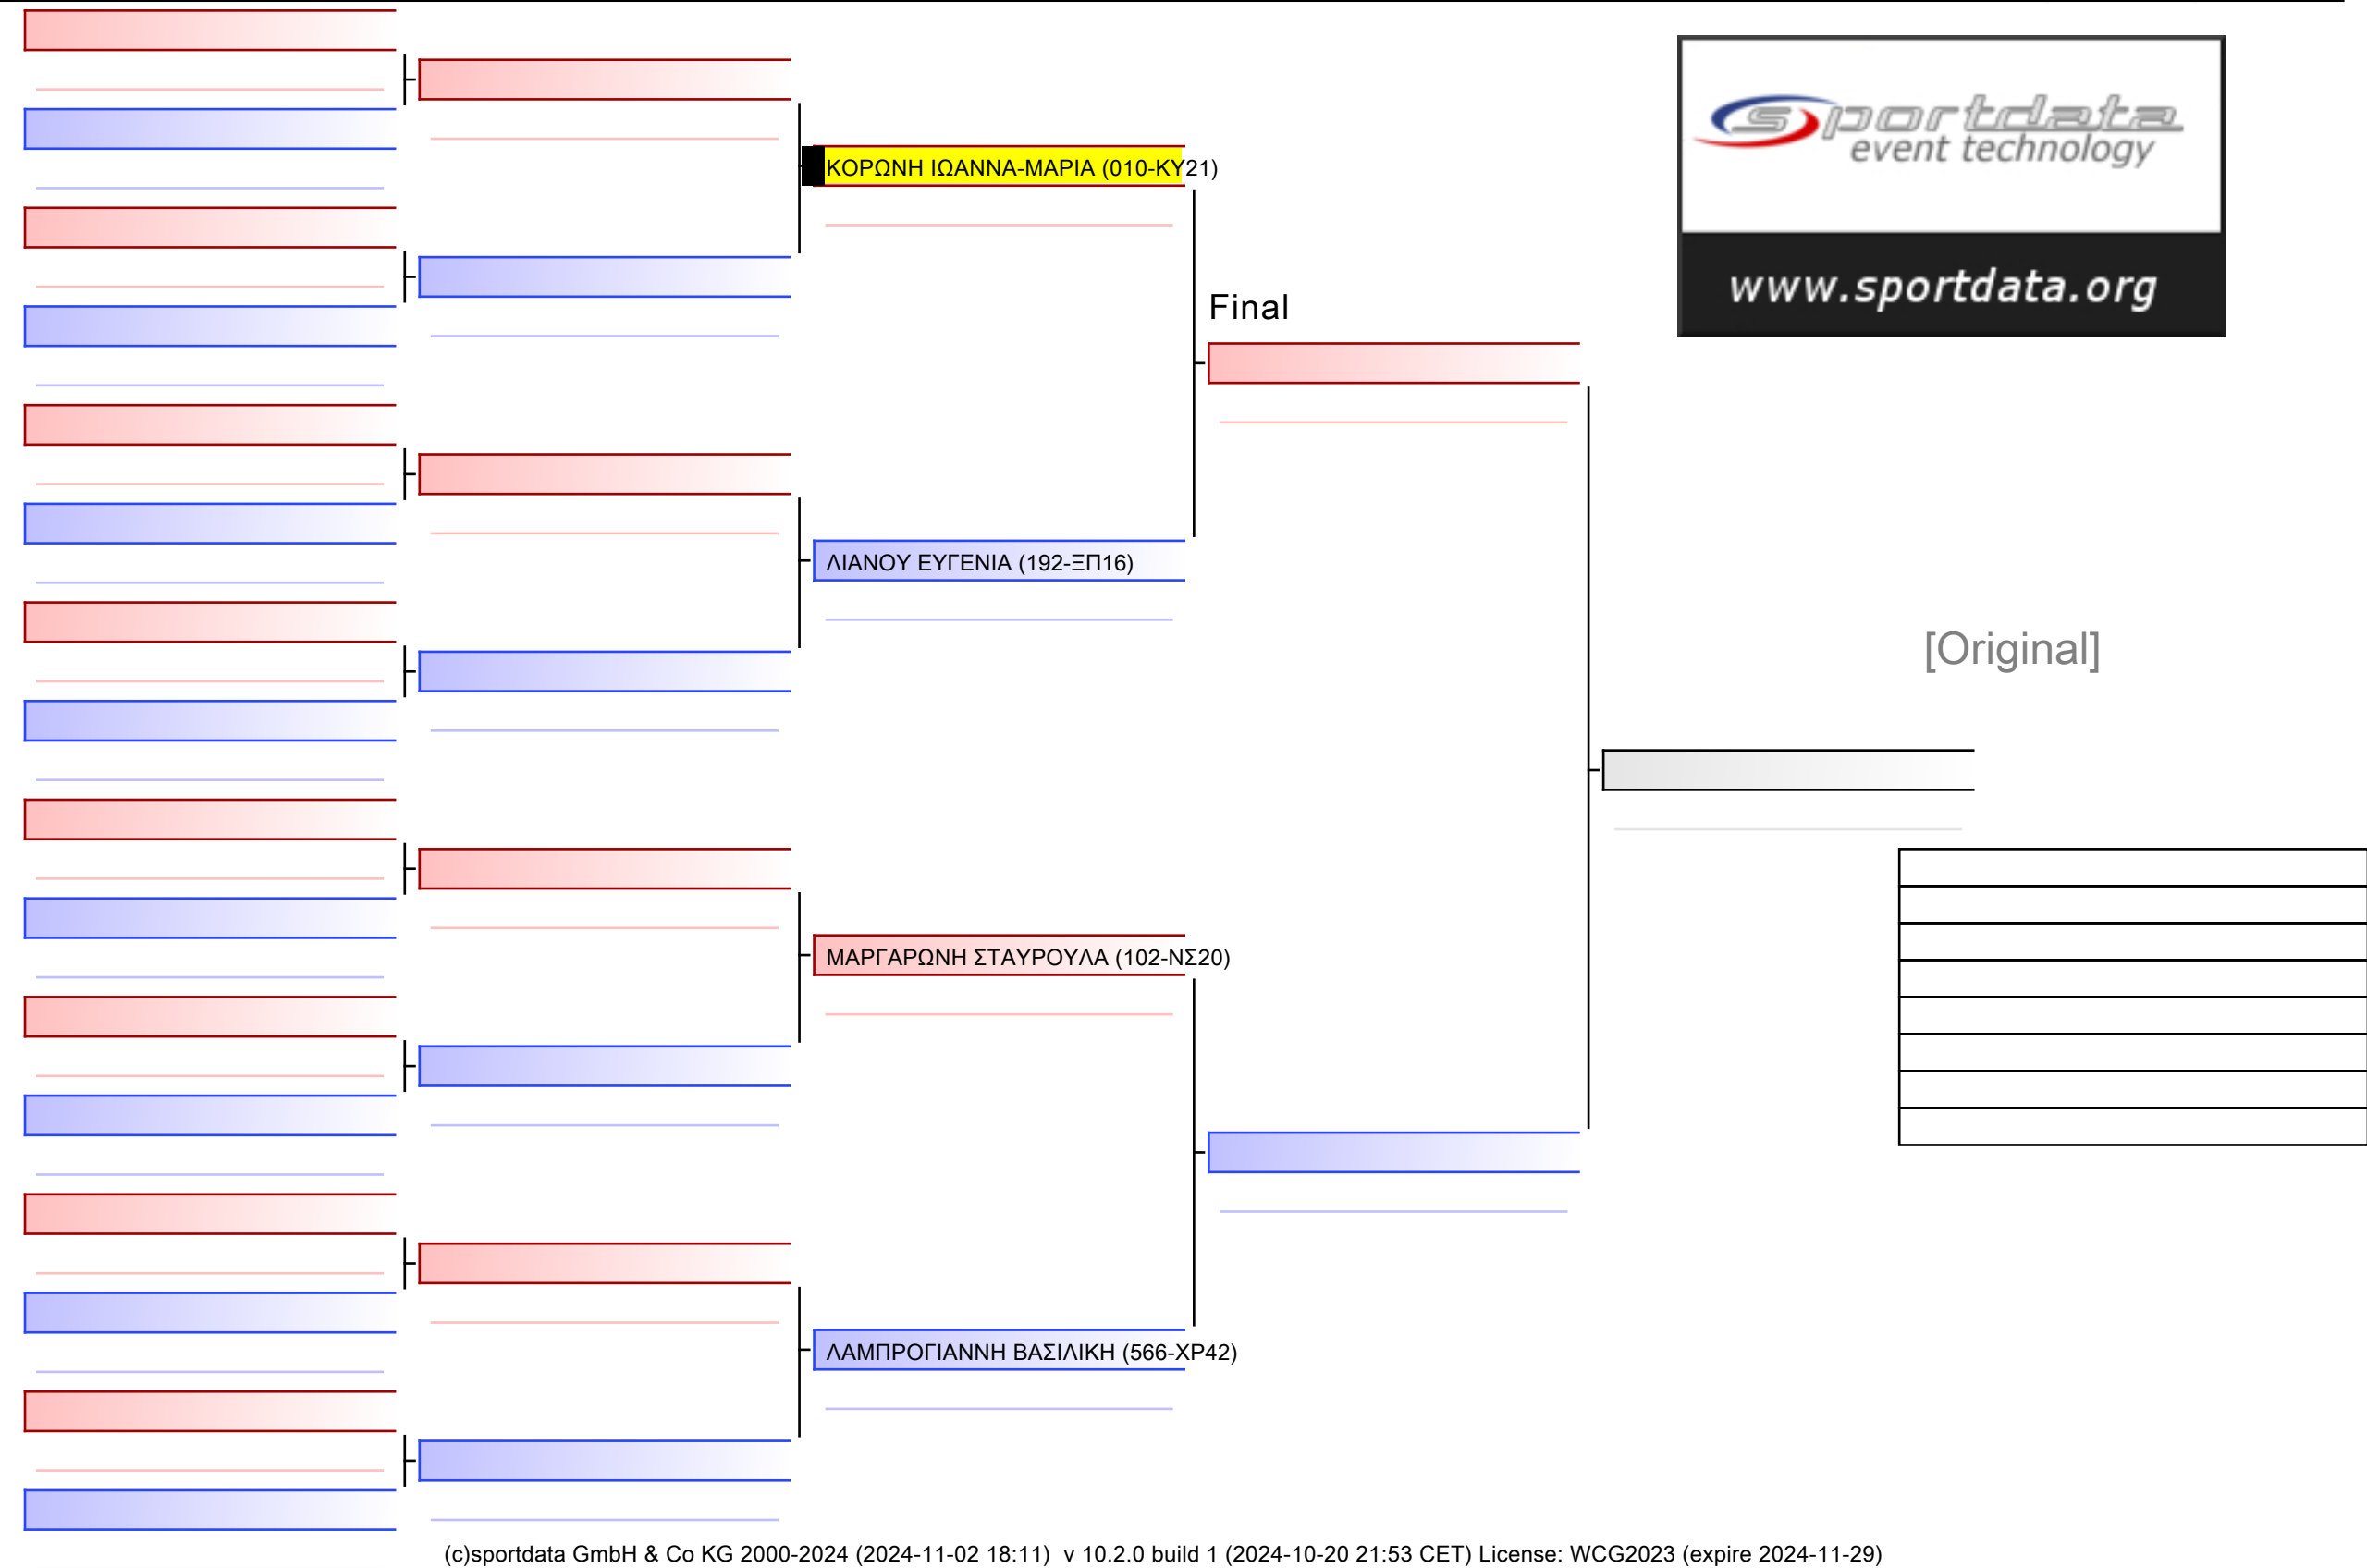 sportdata
event technology
www.sportdata.org
ΚΟΡΩΝΗ ΙΩΑΝΝΑ-ΜΑΡΙΑ (010-ΚΥ21)
Final
ΛΙΑΝΟΥ ΕΥΓΕΝΙΑ (192-ΞΠ16)
[Original]
ΜΑΡΓΑΡΩΝΗ ΣΤΑΥΡΟΥΛΑ (102-ΝΣ20)
ΛΑΜΠΡΟΓΙΑΝΝΗ ΒΑΣΙΛΙΚΗ (566-ΧΡ42)
(c)sportdata GmbH & Co KG 2000-2024 (2024-11-02 18:11) v 10.2.0 build 1 (2024-10-20 21:53 CET) License: WCG2023 (expire 2024-11-29)